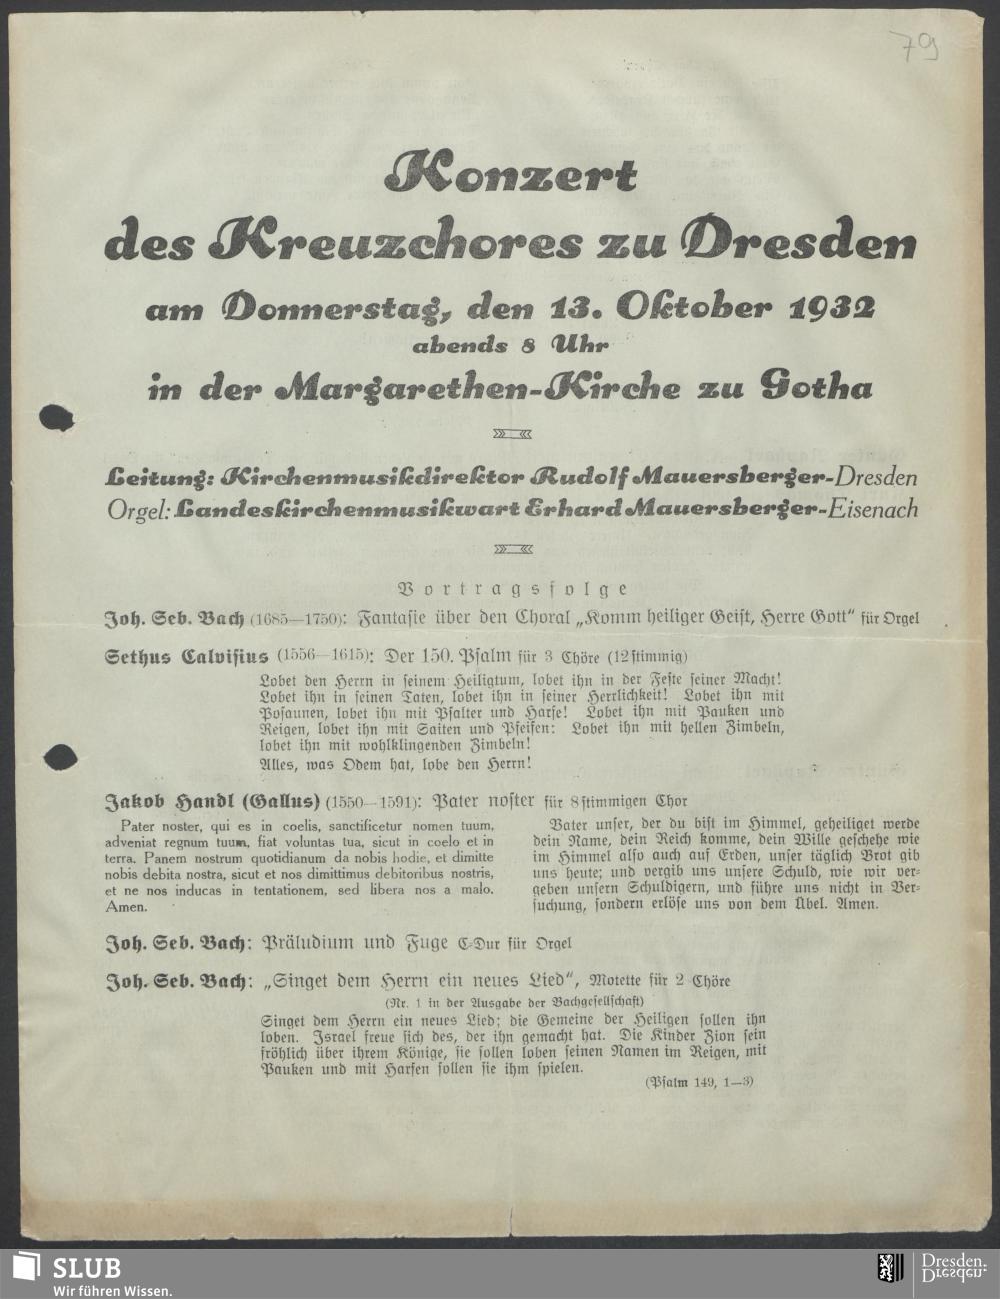 79
Konzert
des Kreuzchores zu Dresden
am Donnerstag, den 13. Oktober 1932
abends 8 Uhr
in der Margarethen-Kirche zu Gotha
Leitung: Kirchenmusikdirektor Rudolf Mauersberger-Dresden
Orgel: Landeskirchenmusikwart Erhard Mauersberger-Eisenach
Vortragsfolge
Joh. Seb. Bach (1685—1750): Fantasie über den Choral „Komm heiliger Geist, Herre Gott“ für Orgel
Sethus Calvisius (1556—1615): Der 150. Psalm für 3 Chöre (12stimmig)
Lobet den Herrn in seinem Heiligtum, lobet ihn in der Feste seiner Macht!
Lobet ihn in seinen Taten, lobet ihn in seiner Herrlichkeit! Lobet ihn mit
Posaunen, lobet ihn mit Psalter und Harfe! Lobet ihn mit Pauken und
Reigen, lobet ihn mit Saiten und Pfeifen: Lobet ihn mit hellen Zimbeln,
lobet ihn mit wohlklingenden Zimbeln!
Alles, was Odem hat, lobe den Herrn!
Jakob Handl (Gallus) (1550—1591): Pater noster für 8stimmigen Chor
Pater noster, qui es in coelis, sanctificetur nomen tuum,
adveniat regnum tuum, fiat voluntas tua, sicut in coelo et in
terra. Panem nostrum quotidianum da nobis hodie, et dimitte
nobis debita nostra, sicut et nos dimittimus debitoribus nostris,
et ne nos inducas in tentationem, sed libera nos a malo.
Amen.
Vater unser, der du bist im Himmel, geheiliget werde
dein Name, dein Reich komme, dein Wille geschehe wie
im Himmel also auch auf Erden, unser täglich Brot gib
uns heute; und vergib uns unsere Schuld, wie wir ver-
geben unsern Schuldigern, und führe uns nicht in Ver-
suchung, sondern erlöse uns von dem Übel. Amen.
Joh. Seb. Bach: Präludium und Fuge C-Dur für Orgel
Joh. Seb. Bach: „Singet dem Herrn ein neues Lied“, Motette für 2 Chöre
(Nr. 1 in der Ausgabe der Bachgesellschaft)
Singet dem Herrn ein neues Lied; die Gemeine der Heiligen sollen ihn
loben. Israel freue sich des, der ihn gemacht hat. Die Kinder Zion sein
fröhlich über ihrem Könige, sie sollen loben seinen Namen im Reigen, mit
Pauken und mit Harfen sollen sie ihm spielen.
(Psalm 149, 1—3)
SLUB
Wir führen Wissen.
Dresden.
Dresden.